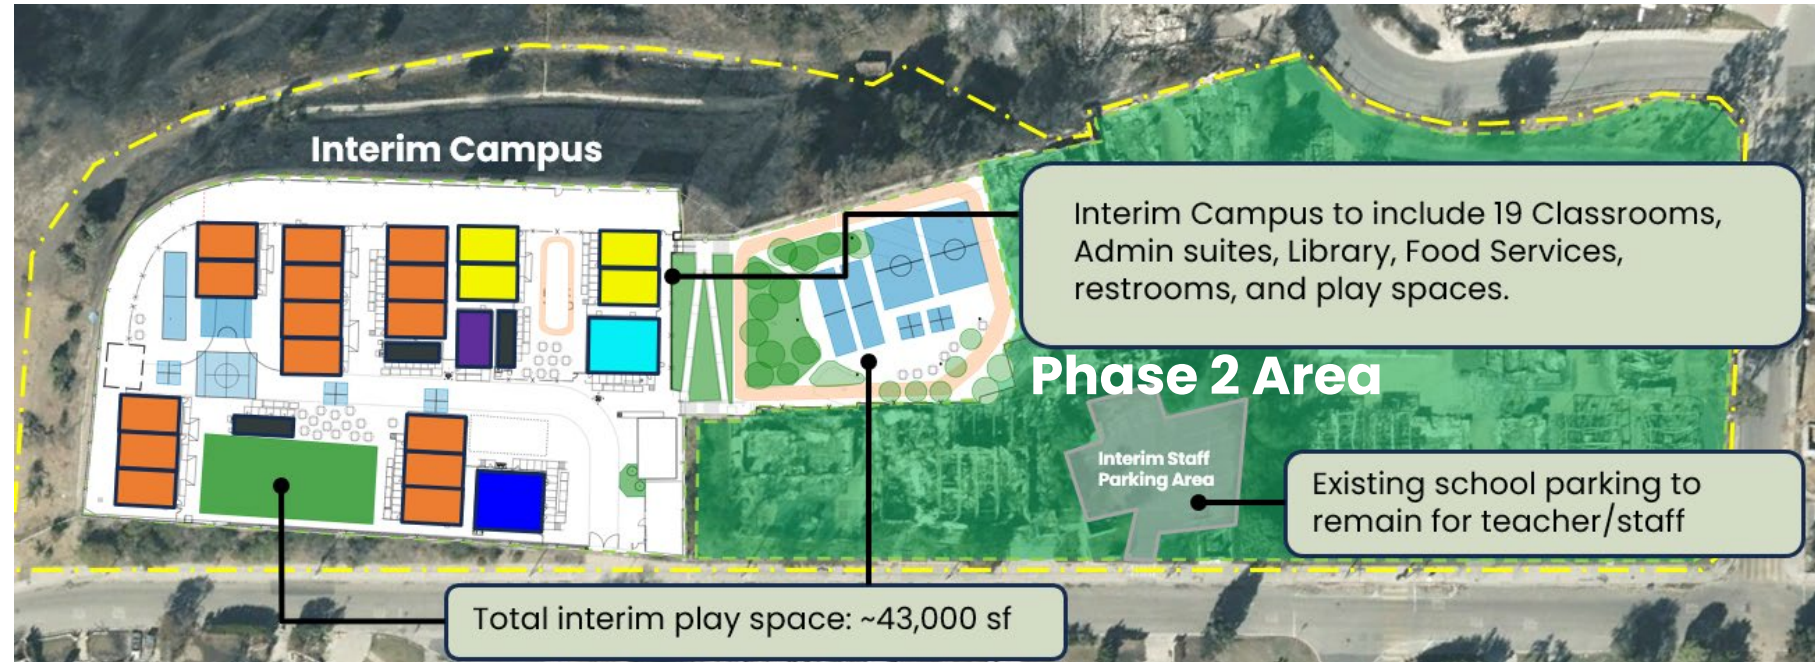 Interim Campus
Interim Campus to include 19 Classrooms,
Admin suites, Library, Food Services,
restrooms, and play spaces.
Phase 2 Area
Interim Staff
Parking Area
Existing school parking to
remain for teacher/staff
Total interim play space: ~43,000 sf